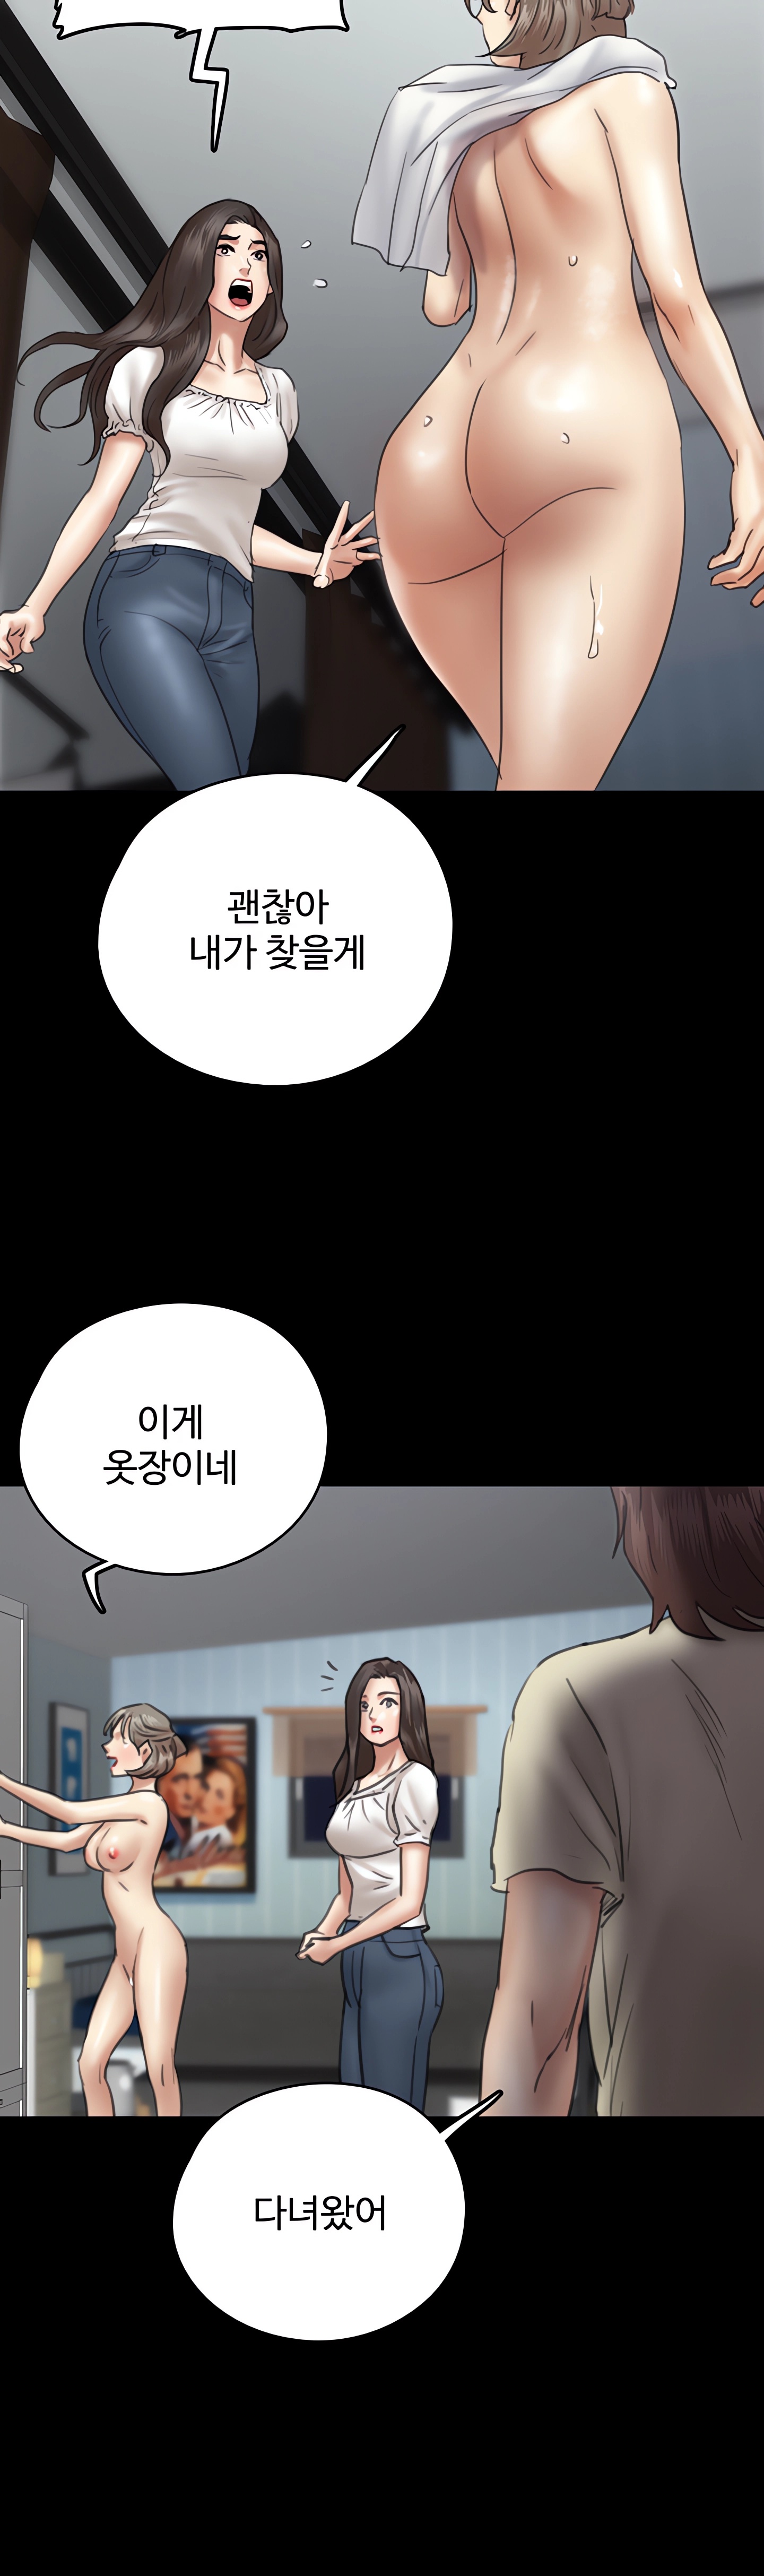 괜찮아
내가 찾을게
이게
옷장이네
다녀왔어